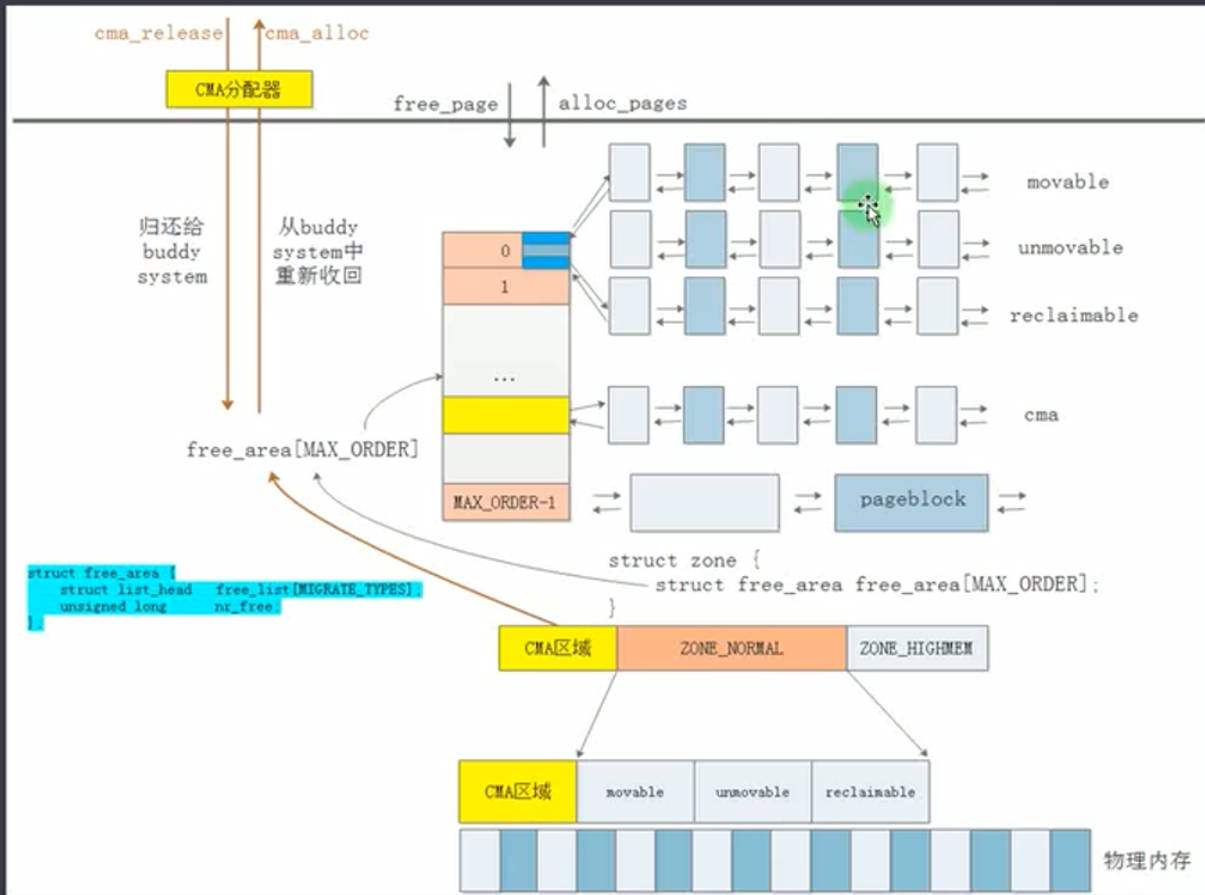 cma_release
cma_alloc
CMA分配器
free_page
alloc_pages
movable
归还给
buddy
system
从buddy
system中
重新收回
0
unmovable
1
reclaimable
...
cma
free_area[MAX_ORDER]
MAX_ORDER-1
pageblock
struct zone {
struct free_area free_area[MAX_ORDER];
}
struct free_area {
struct list_head free_list[MIGRATE_TYPES];
unsigned long nr_free;
};
CMA区域
ZONE_NORMAL
ZONE_HIGHMEM
CMA区域
movable
unmovable
reclaimable
物理内存